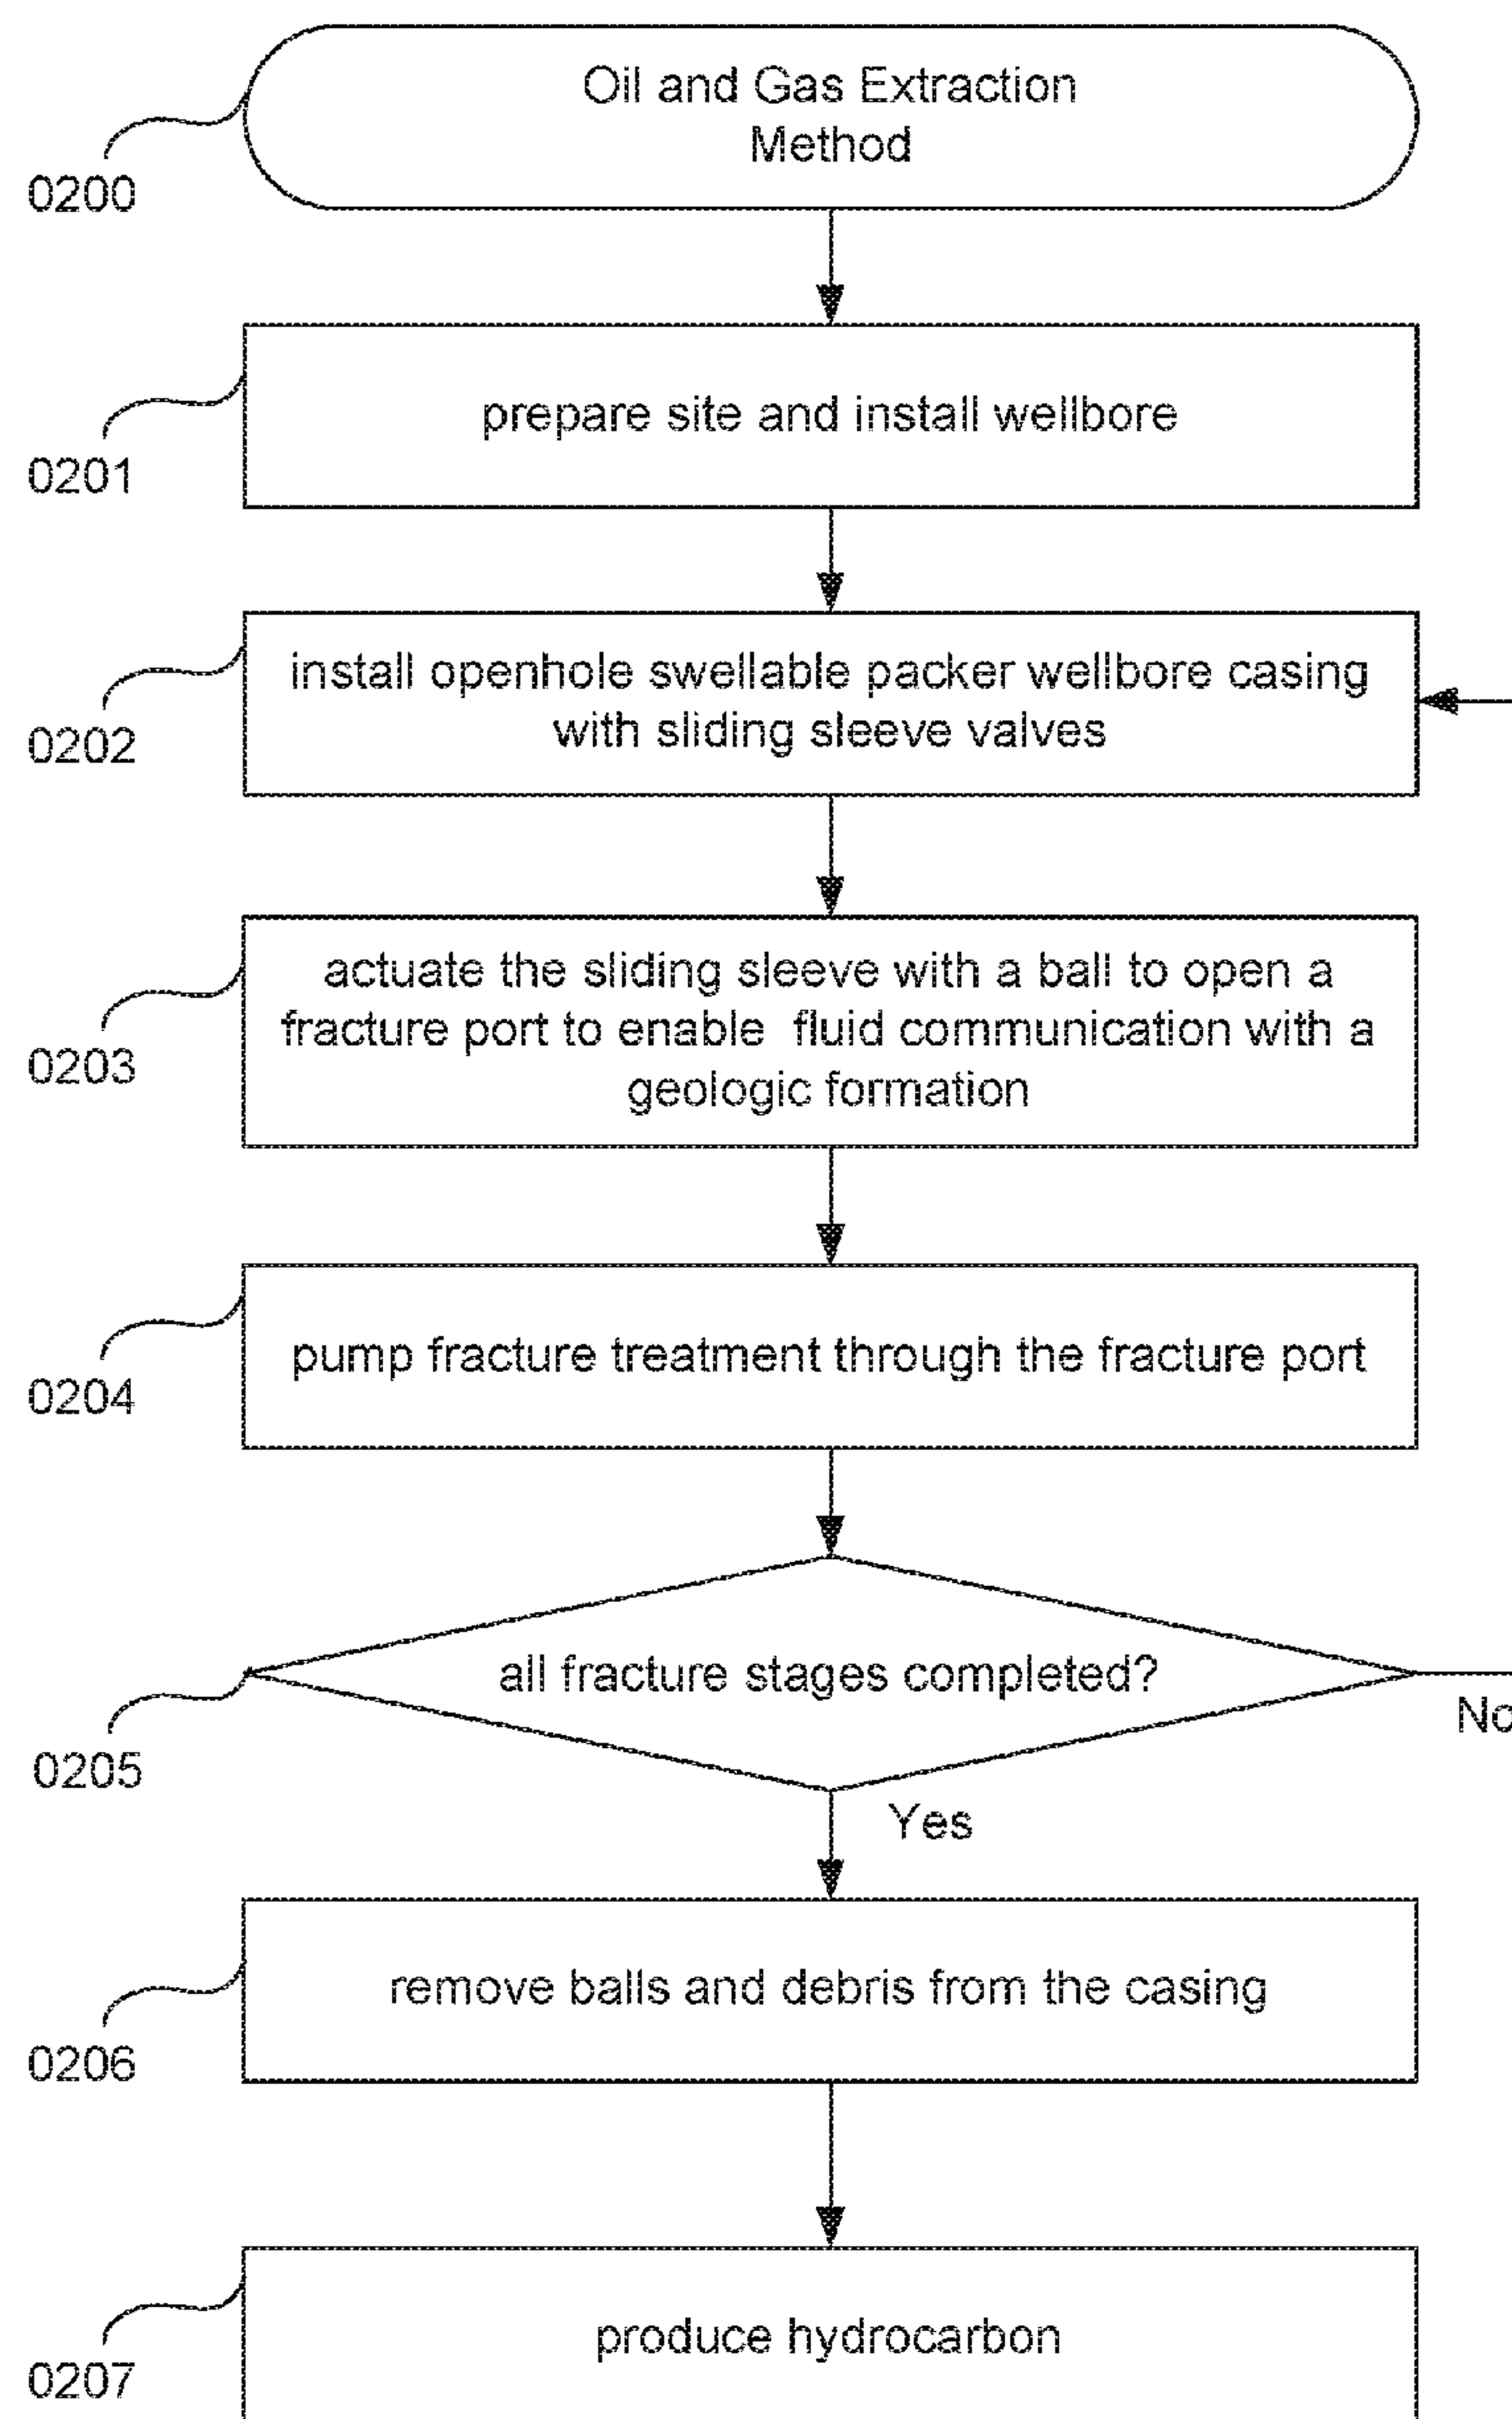 Oil and Gas Extraction
Method
0200
prepare site and install wellbore
0201
install openhole swellable packer wellbore casing
with sliding sleeve valves
0202
actuate the sliding sleeve with a ball to open a
fracture port to enable fluid communication with a
geologic formation
0203
pump fracture treatment through the fracture port
0204
all fracture stages completed?
No
0205
Yes
remove balls and debris from the casing
0206
produce hydrocarbon
0207